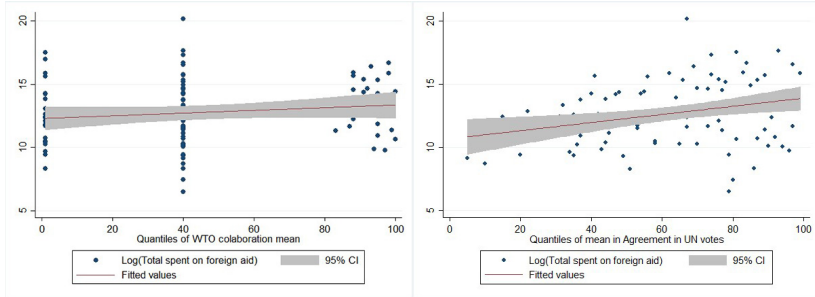 20
15
10
5
0 20 40 60 80 100
Quantiles of WTO colaboration mean
Log(Total spent on foreign aid) 95% CI
Fitted values
20
15
10
5
0 20 40 60 80 100
Quantiles of mean in Agreement in UN votes
Log(Total spent on foreign aid) 95% CI
Fitted values